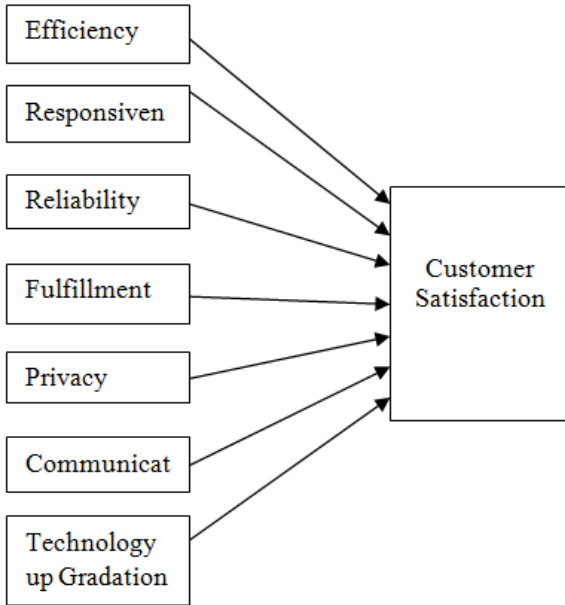 Efficiency
Responsiven
Reliability
Fulfillment
Privacy
Communicat
Technology
up Gradation
Customer
Satisfaction